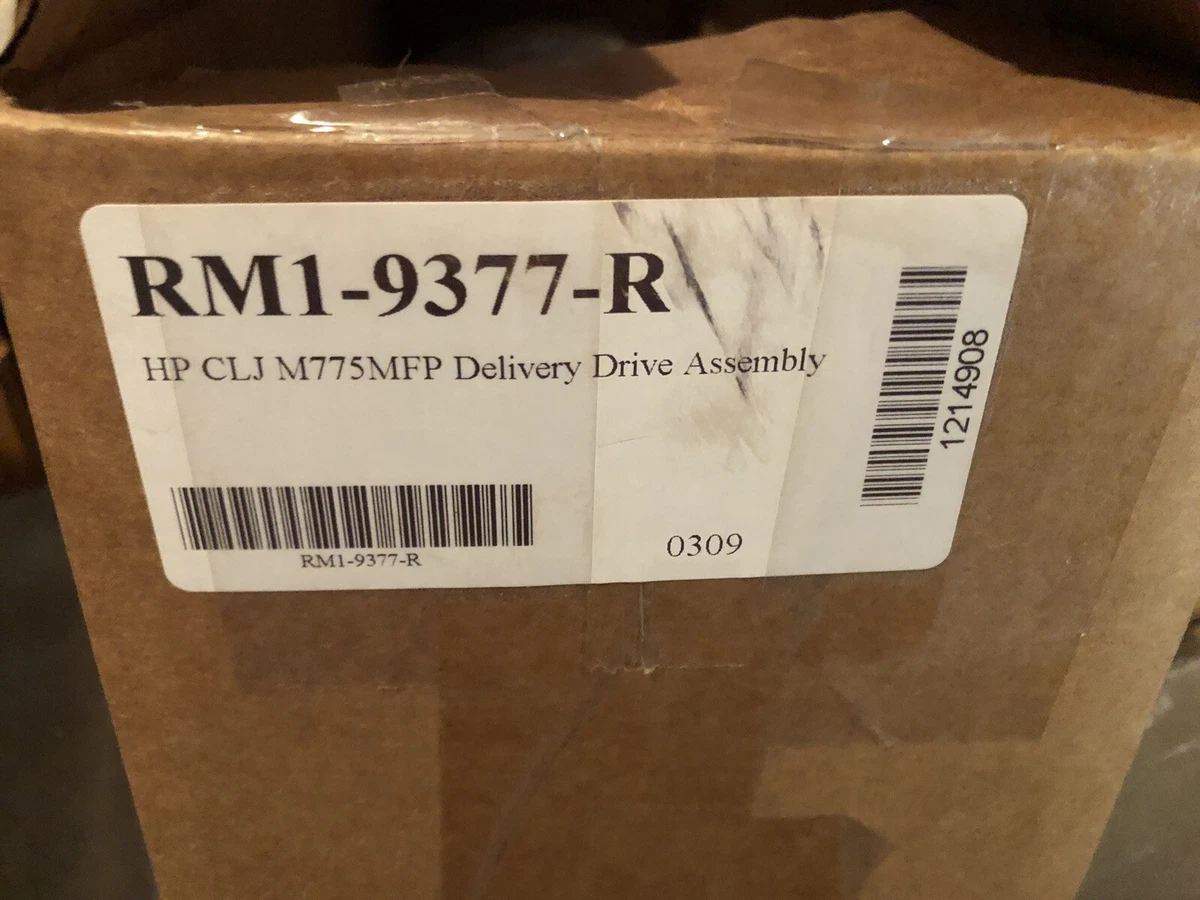 RM1-9377-R
HP CLJ M775MFP Delivery Drive Assembly
RM1-9377-R
0309
1214908